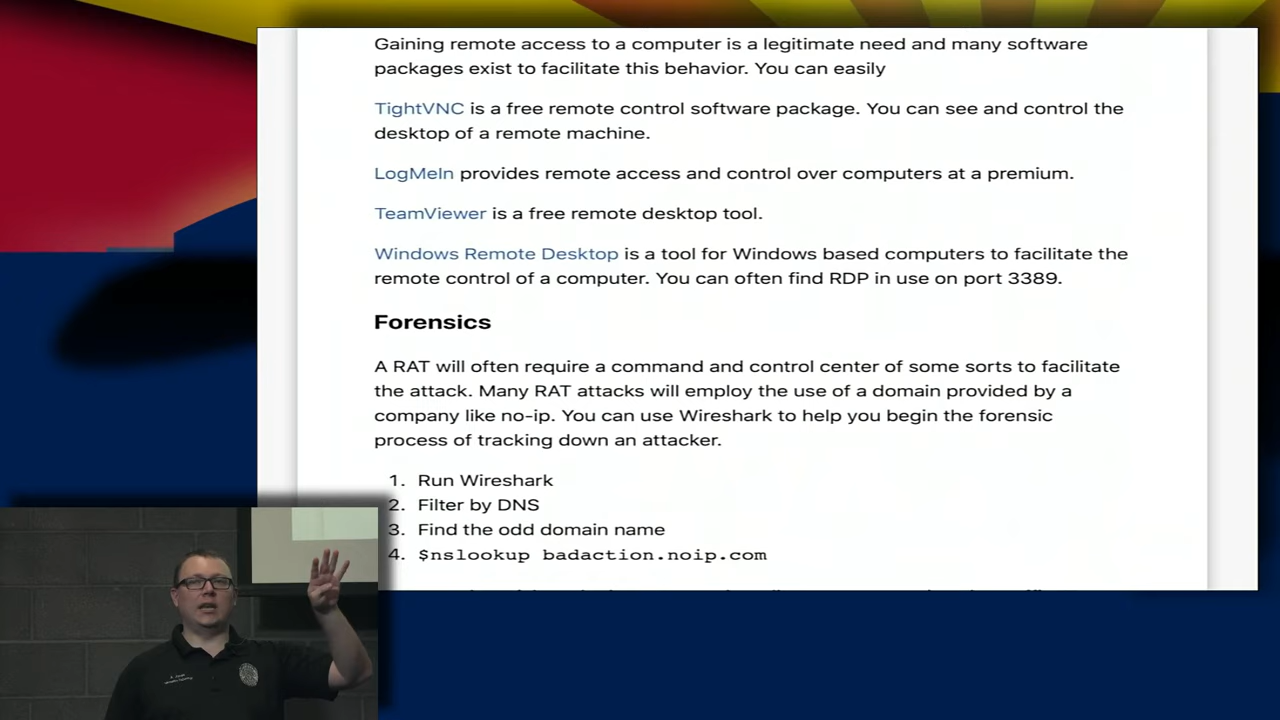 Gaining remote access to a computer is a legitimate need and many software
packages exist to facilitate this behavior. You can easily
TightVNC is a free remote control software package. You can see and control the
desktop of a remote machine.
LogMeIn provides remote access and control over computers at a premium.
TeamViewer is a free remote desktop tool.
Windows Remote Desktop is a tool for Windows based computers to facilitate the
remote control of a computer. You can often find RDP in use on port 3389.
Forensics
A RAT will often require a command and control center of some sorts to facilitate
the attack. Many RAT attacks will employ the use of a domain provided by a
company like no-ip. You can use Wireshark to help you begin the forensic
process of tracking down an attacker.
1. Run Wireshark
2. Filter by DNS
3. Find the odd domain name
4. $nslookup badaction.noip.com